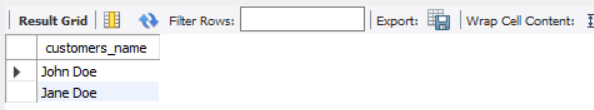 Result Grid Filter Rows: Export: Wrap Cell Content:
customers_name
John Doe
Jane Doe